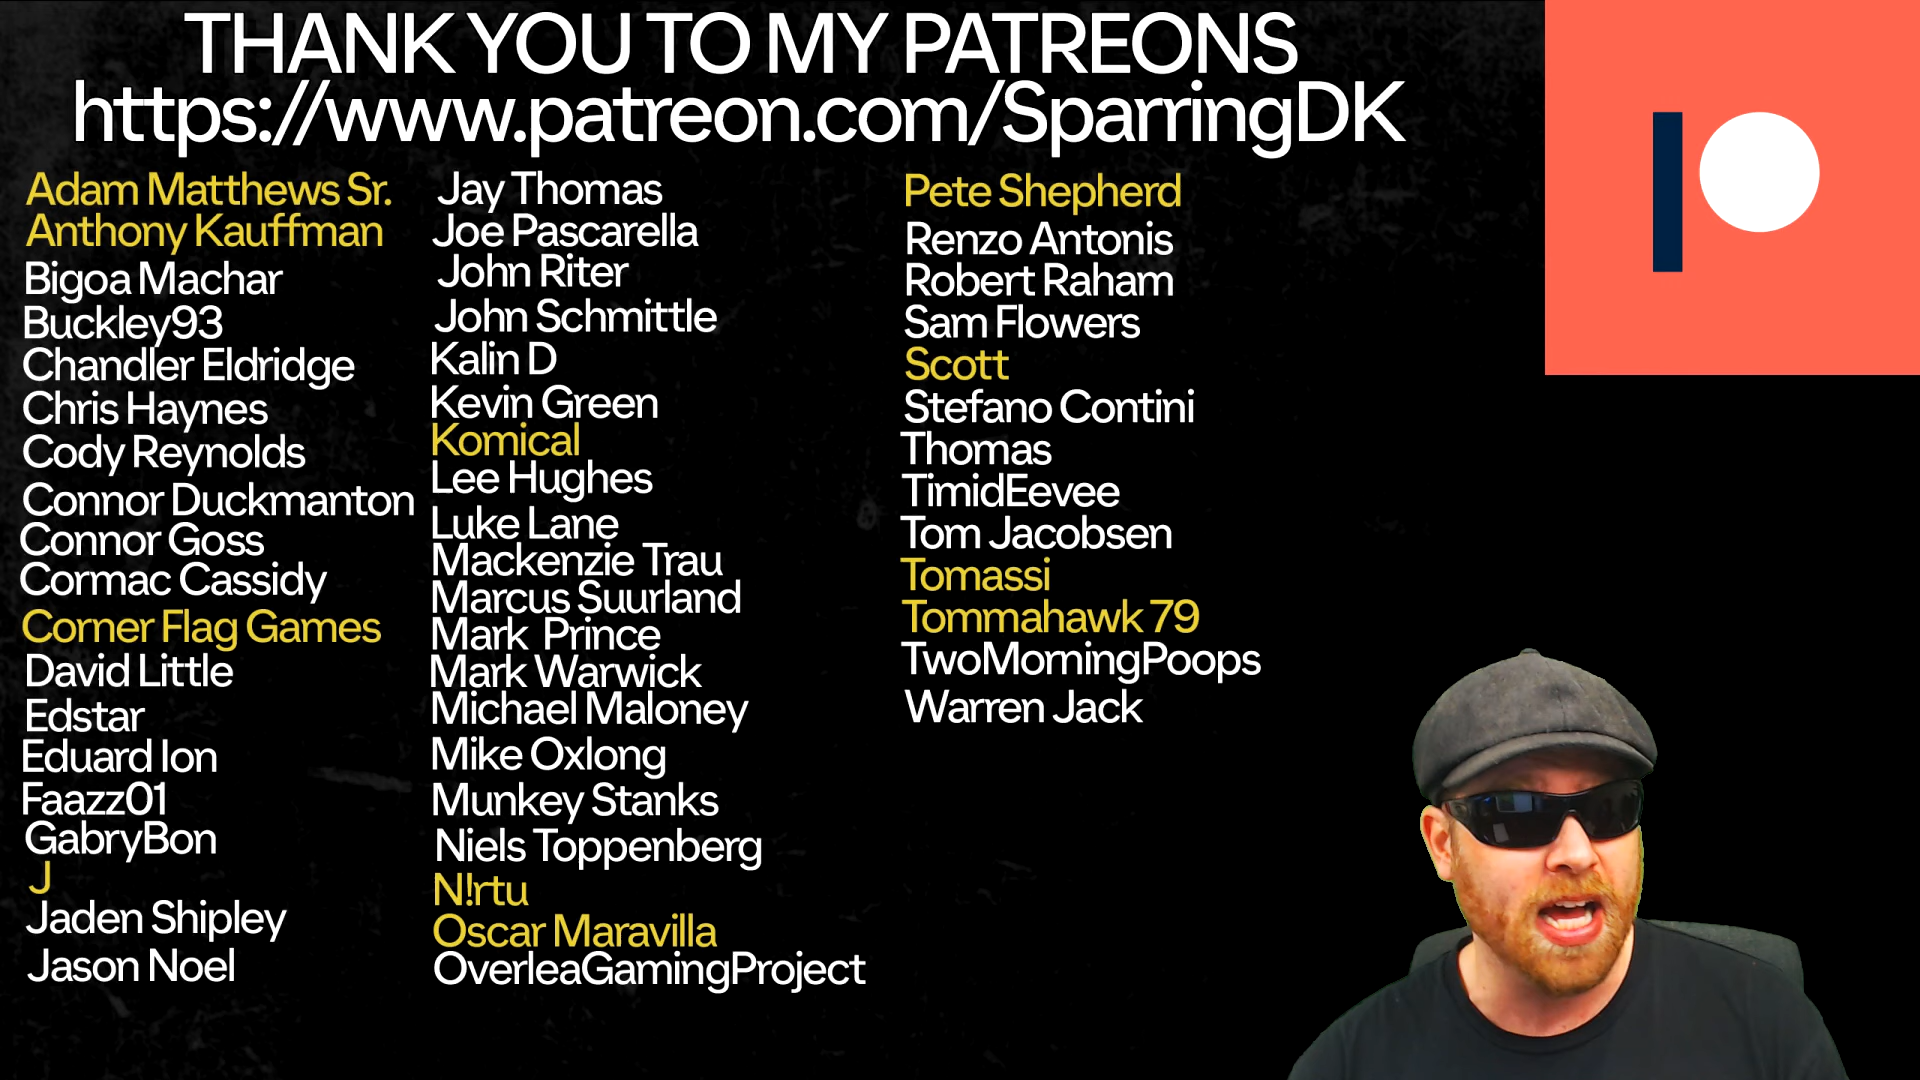 THANK YOU TO MY PATREONS
https://www.patreon.com/SparringDK
Adam Matthews Sr.
Anthony Kauffman
Bigoa Machar
Buckley93
Chandler Eldridge
Chris Haynes
Cody Reynolds
Connor Duckmanton
Connor Goss
Cormac Cassidy
Corner Flag Games
David Little
Edstar
Eduard Ion
Faazz01
GabryBon
J
Jaden Shipley
Jason Noel
Jay Thomas
Joe Pascarella
John Riter
John Schmittle
Kalin D
Kevin Green
Komical
Lee Hughes
Luke Lane
Mackenzie Trau
Marcus Suurland
Mark Prince
Mark Warwick
Michael Maloney
Mike Oxlong
Munkey Stanks
Niels Toppenberg
N!rtu
Oscar Maravilla
OverleaGamingProject
Pete Shepherd
Renzo Antonis
Robert Raham
Sam Flowers
Scott
Stefano Contini
Thomas
TimidEevee
Tom Jacobsen
Tomassi
Tommahawk 79
TwoMorningPoops
Warren Jack